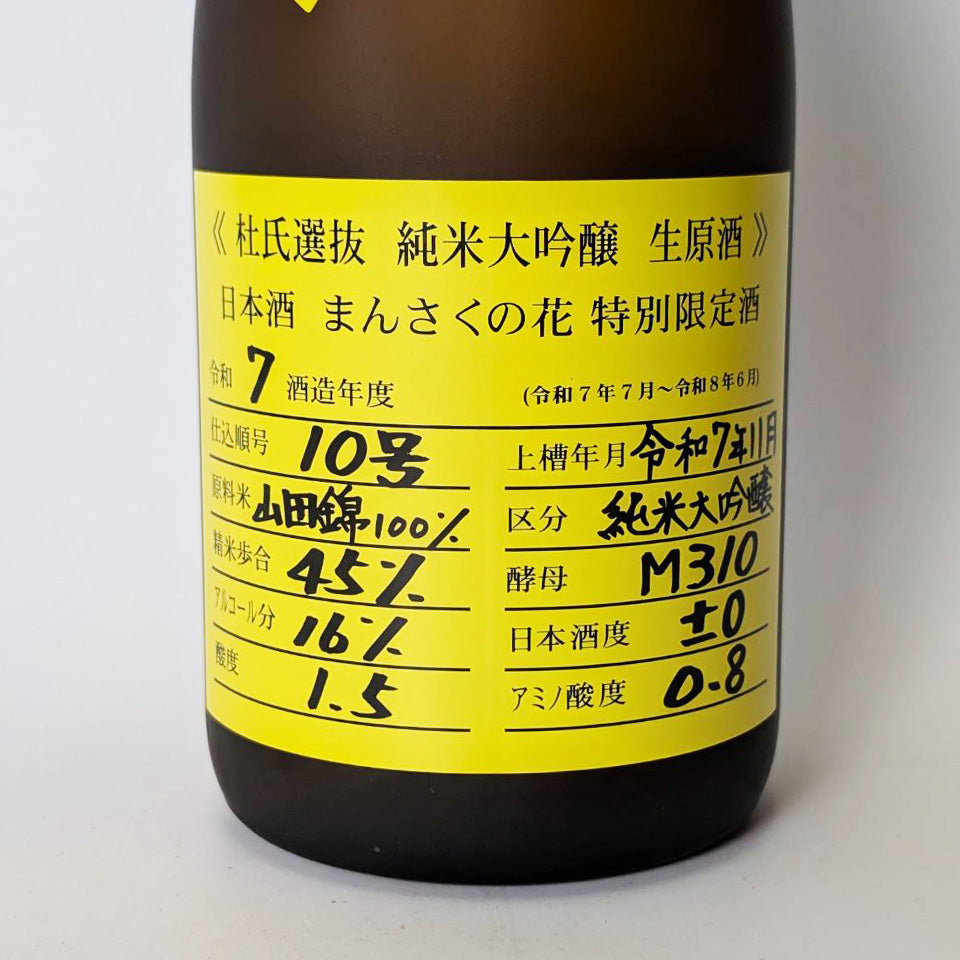 《杜氏選抜 純米大吟醸 生原酒》
日本酒 まんさくの花 特別限定酒
令和 7 酒造年度 (令和7年7月~令和8年6月)
仕込順号 10号
上槽年月 令和7年11月
原料米 山田錦100%
区分 純米大吟醸
精米歩合 45%
酵母 M310
アルコール分 16%
日本酒度 ±0
酸度 1.5
アミノ酸度 0.8